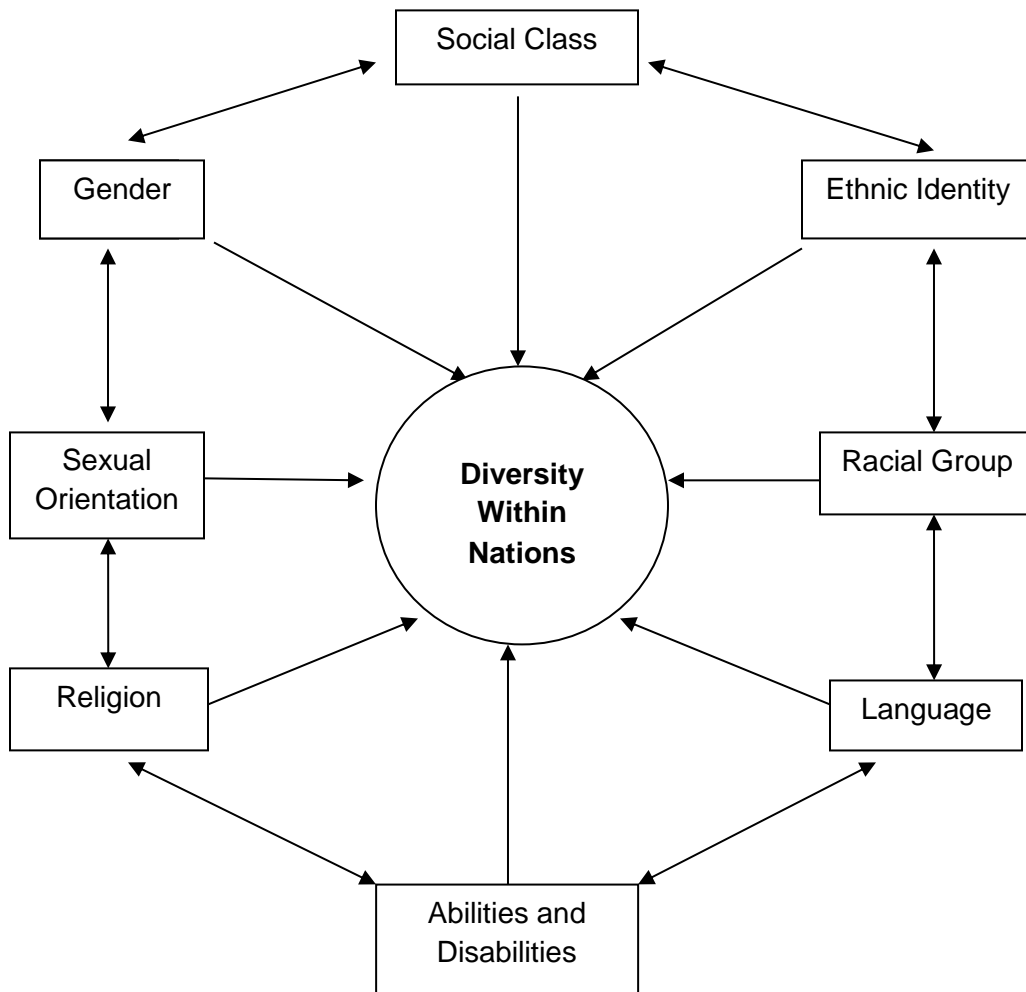 Social Class
Gender
Ethnic Identity
Sexual
Orientation
Diversity
Within
Nations
Racial Group
Religion
Language
Abilities and
Disabilities